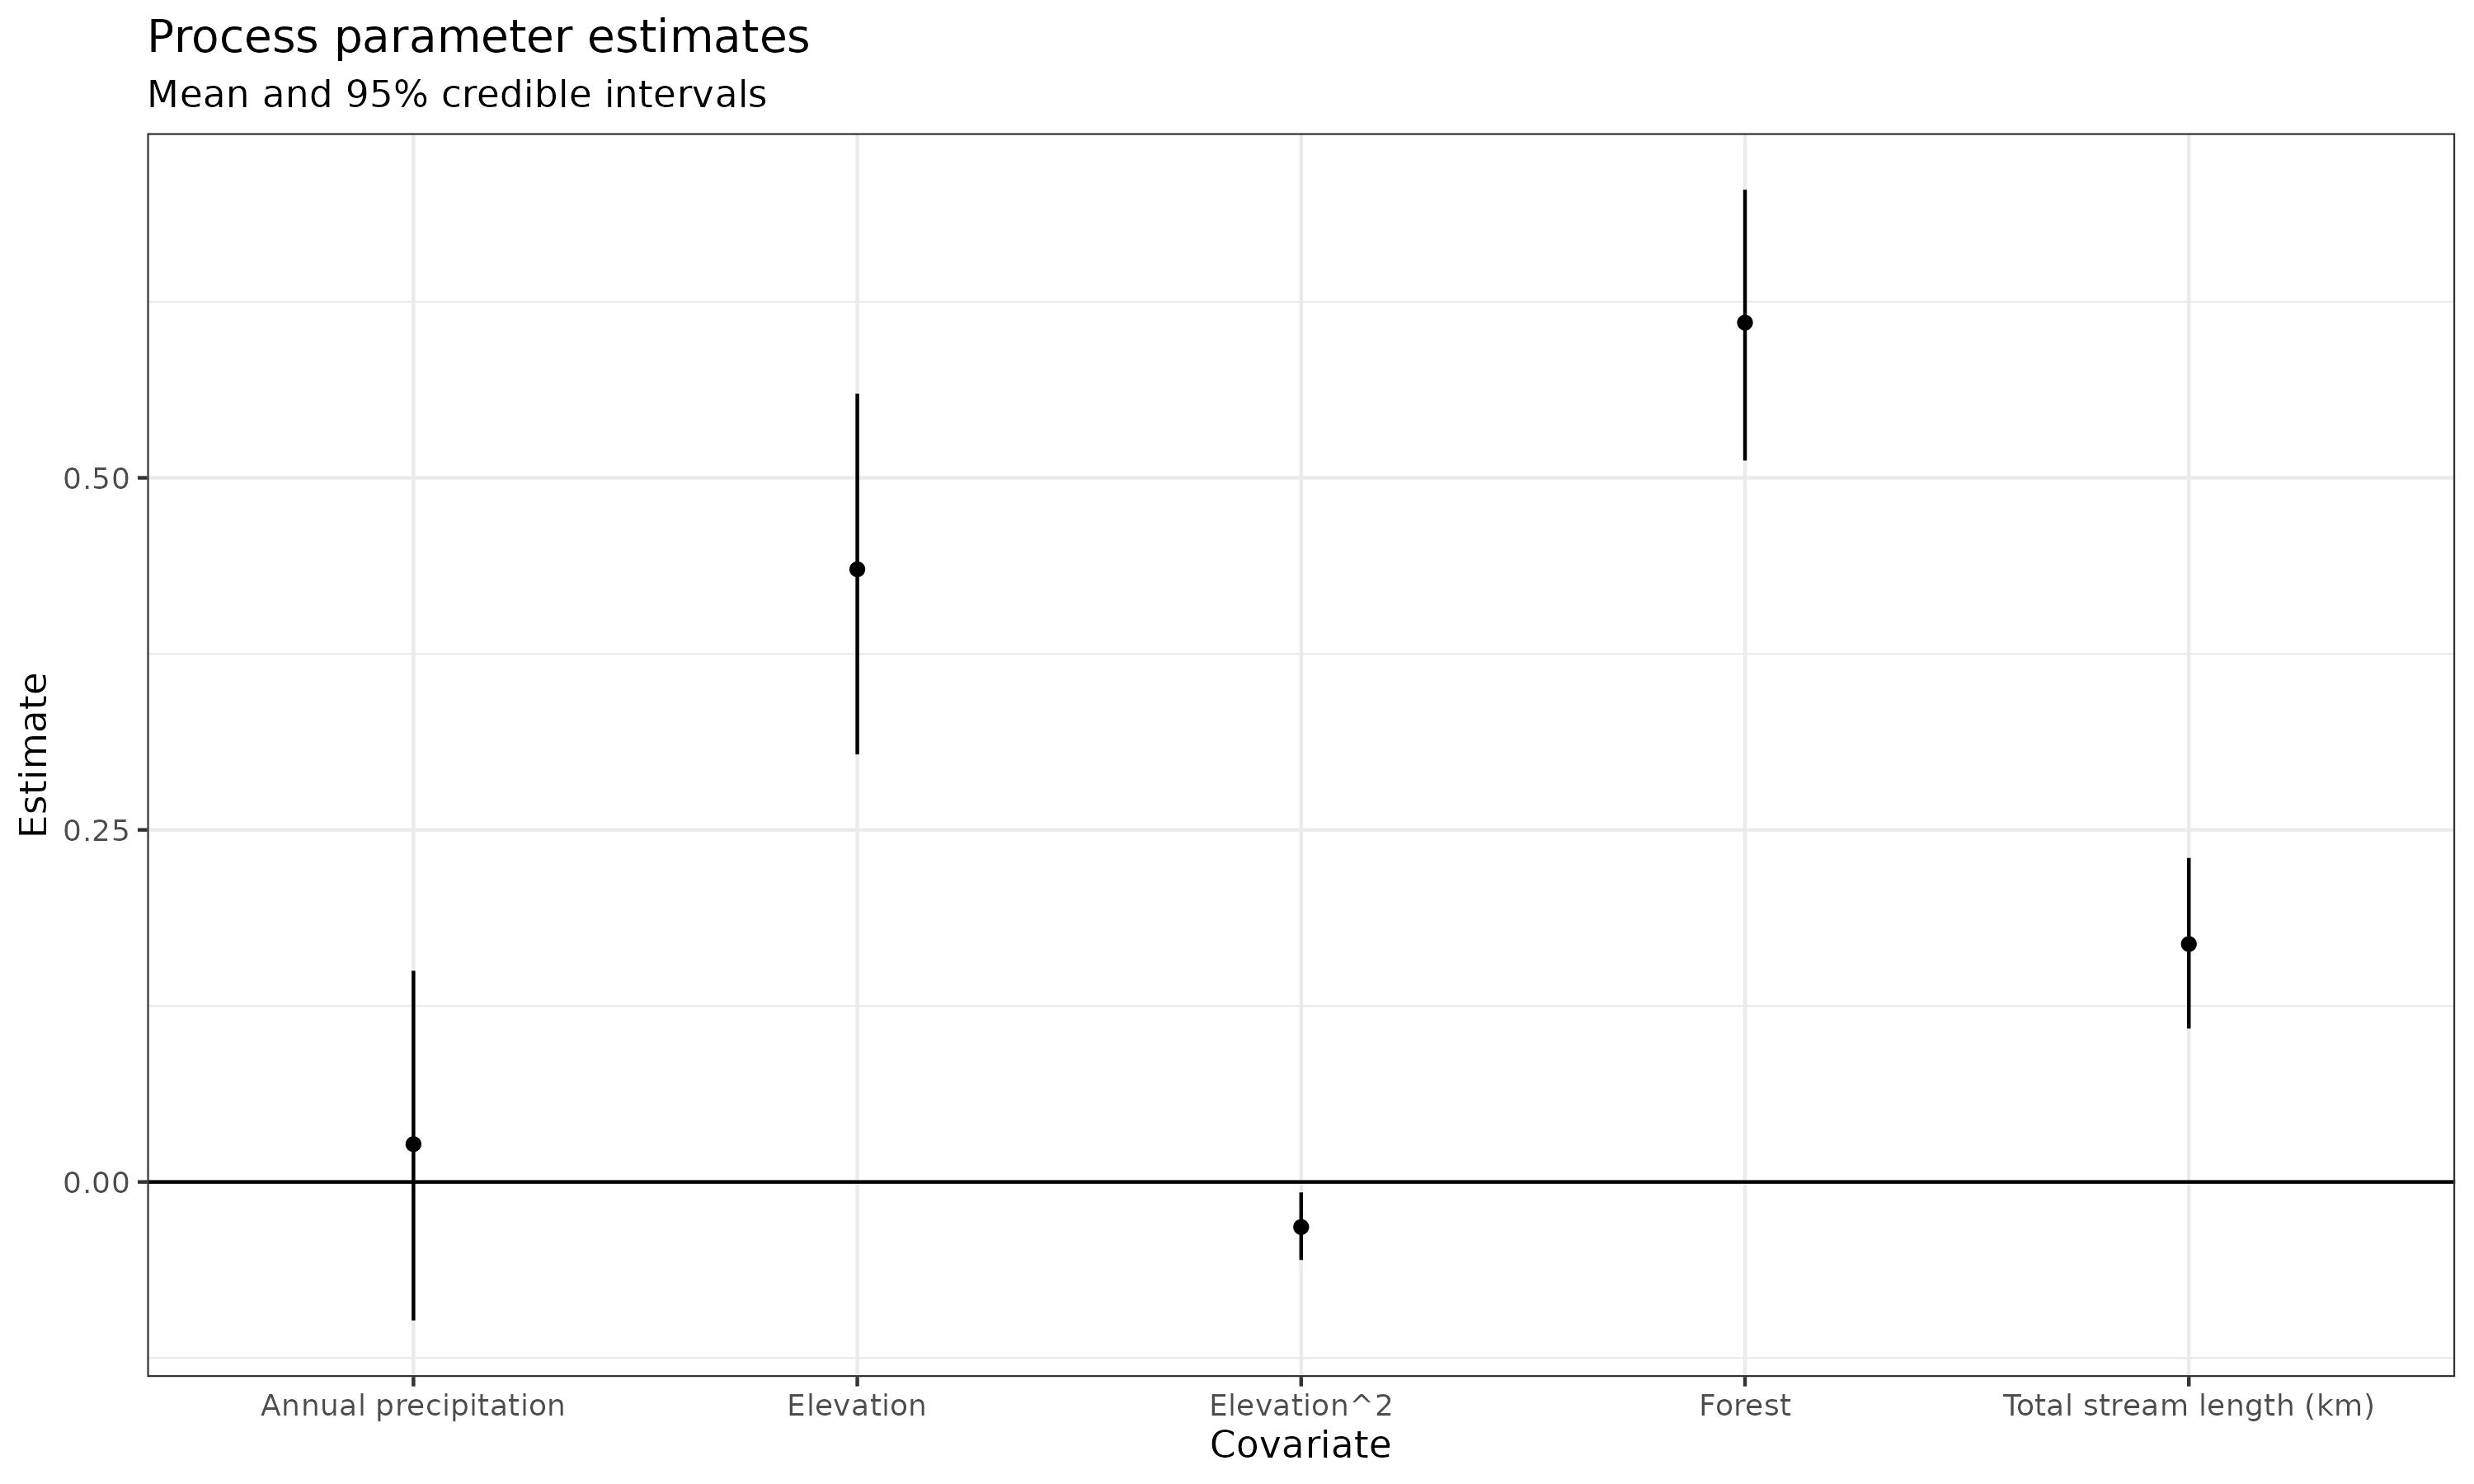 Process parameter estimates
Mean and 95% credible intervals
Estimate
0.50
0.25
0.00
Annual precipitation
Elevation
Elevation^2
Forest
Total stream length (km)
Covariate